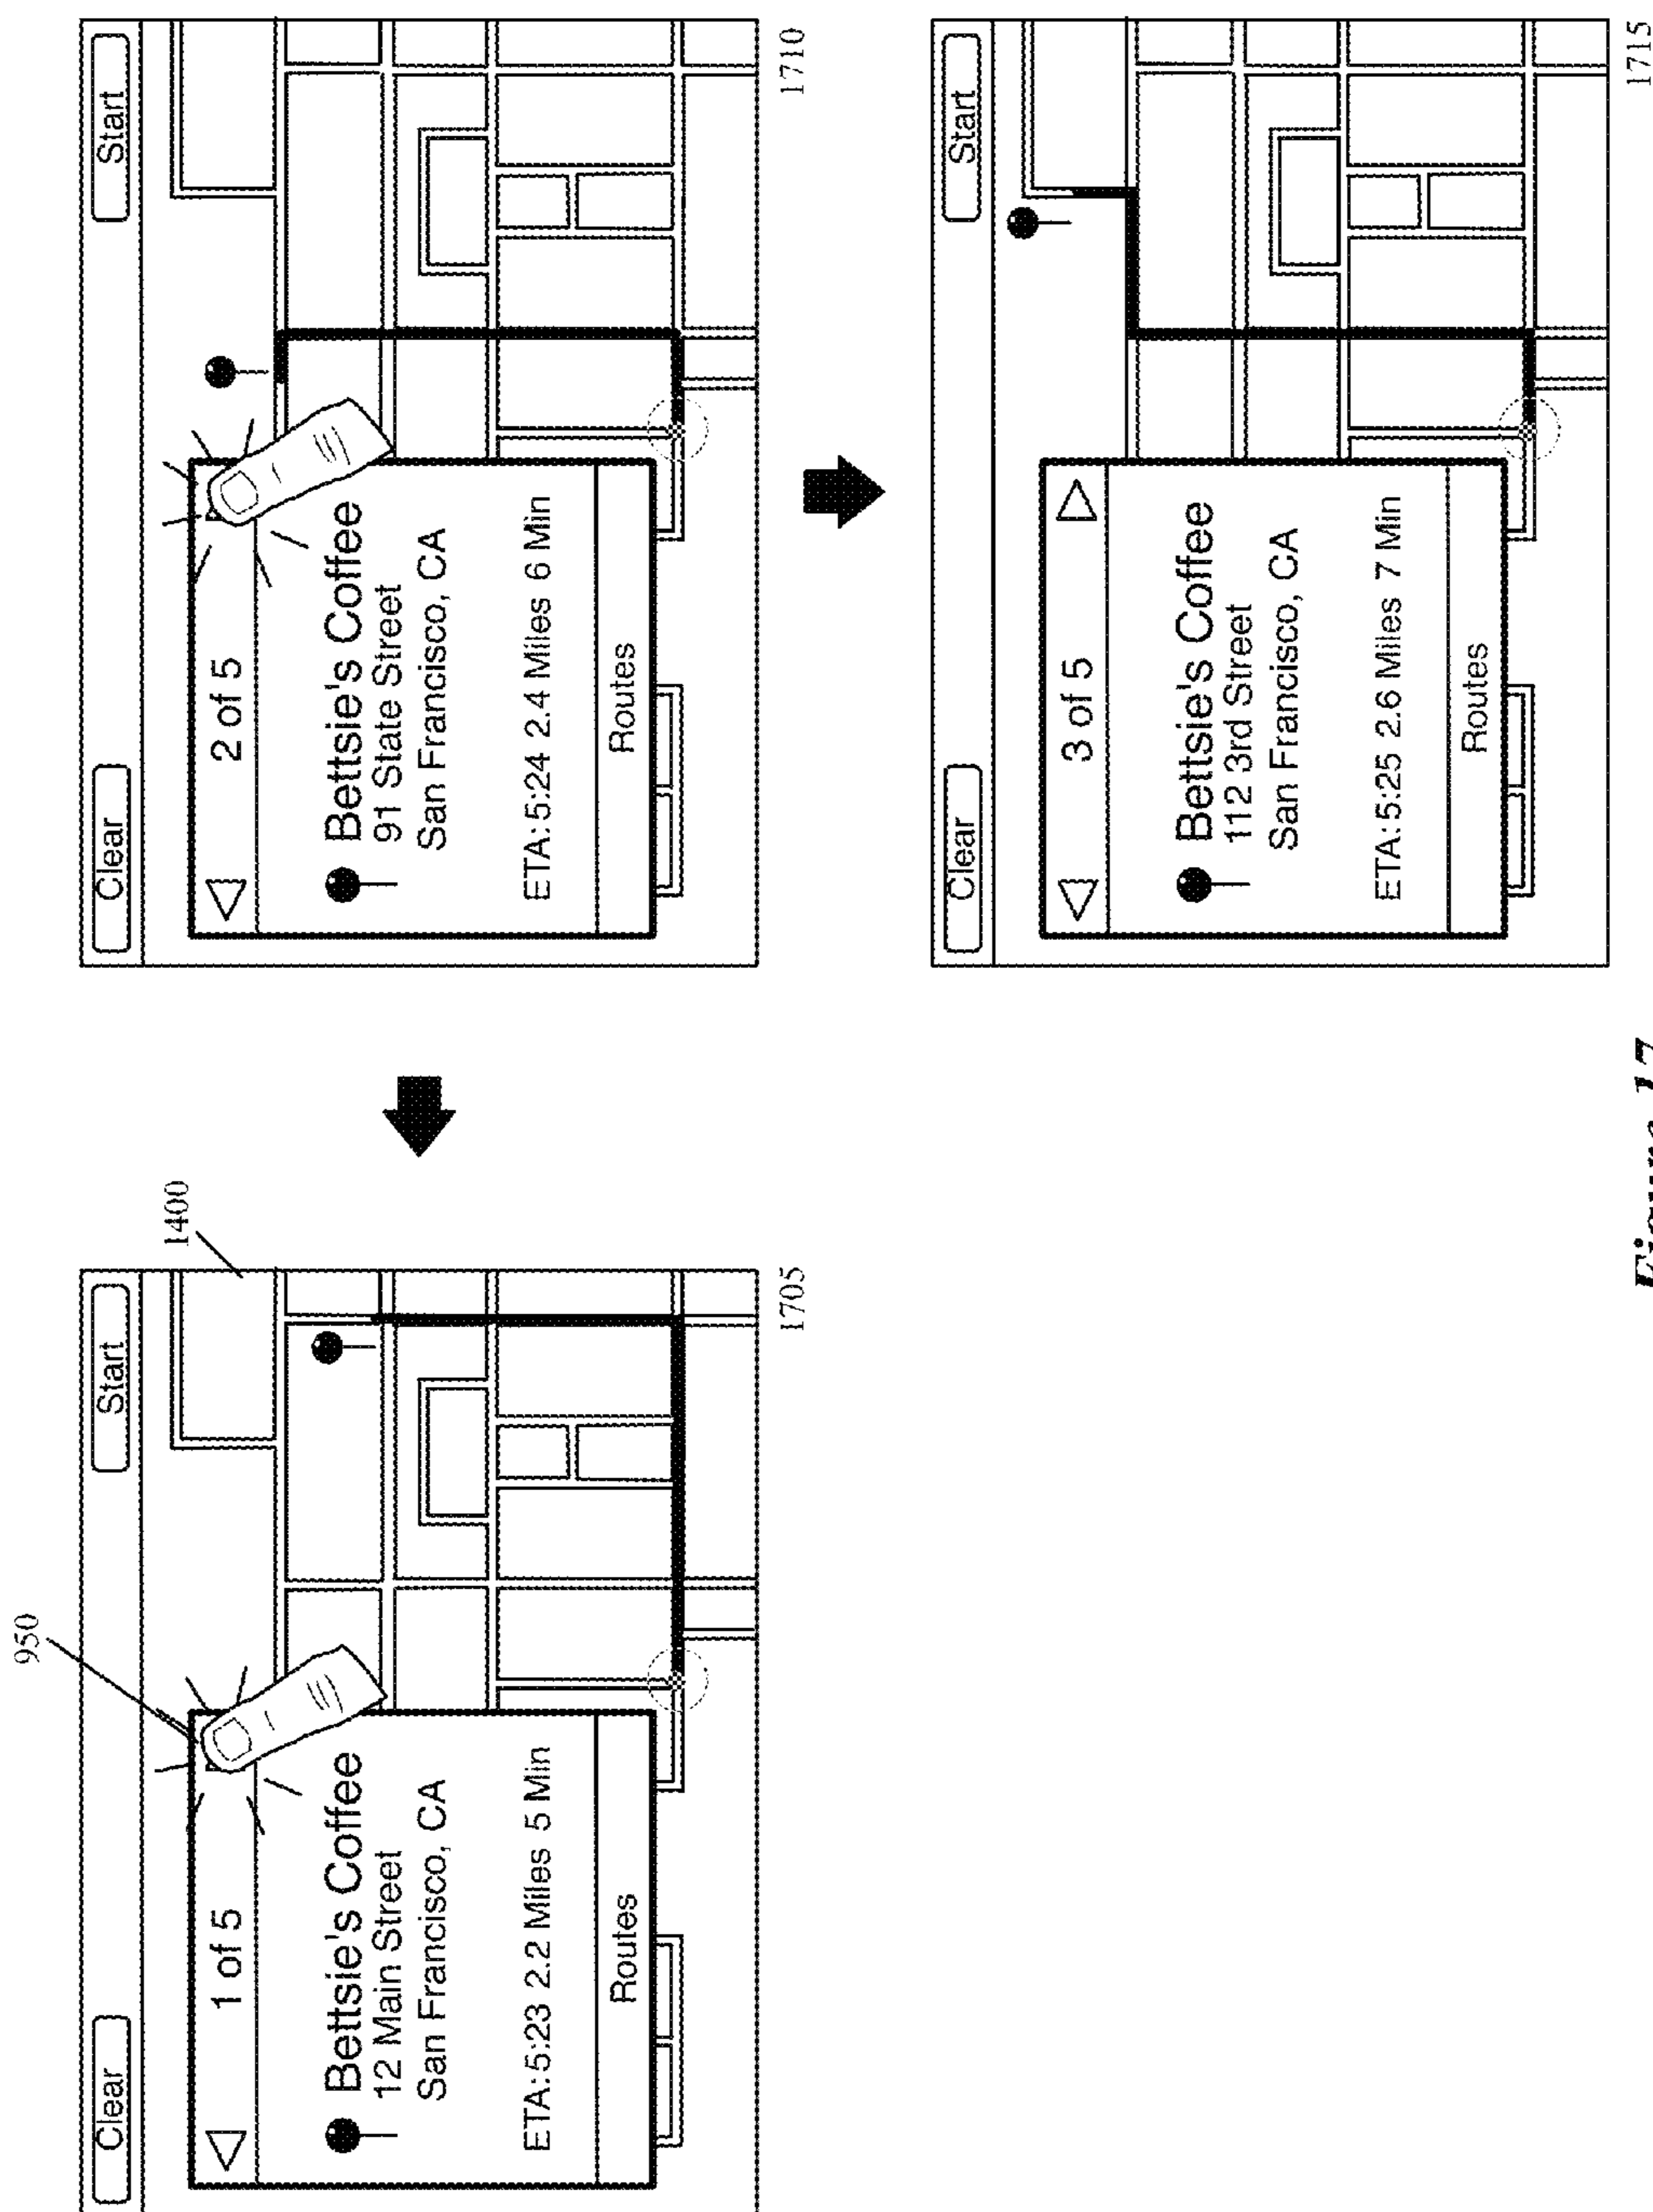 950
1400
Clear
Start
1 of 5
Bettsie's Coffee
12 Main Street
San Francisco, CA
ETA: 5:23 2.2 Miles 5 Min
Routes
1705
Clear
Start
2 of 5
Bettsie's Coffee
91 State Street
San Francisco, CA
ETA: 5:24 2.4 Miles 6 Min
Routes
1710
Clear
Start
3 of 5
Bettsie's Coffee
112 3rd Street
San Francisco, CA
ETA: 5:25 2.6 Miles 7 Min
Routes
1715
Figure 17